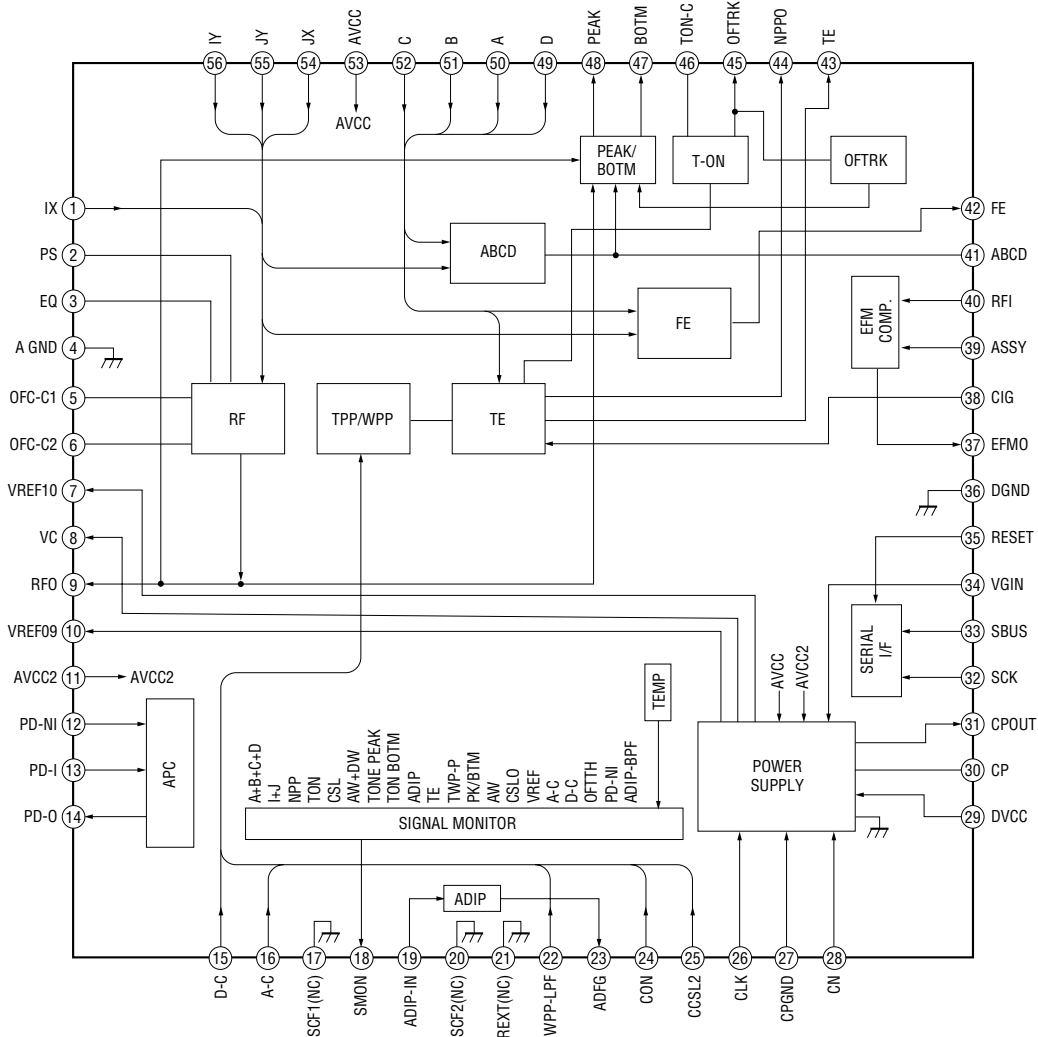 IY
JY
JX
AVCC
C
B
A
D
PEAK
BOTM
TON-C
OFTRK
NPPO
TE
56
55
54
53
52
51
50
49
48
47
46
45
44
43
AVCC
PEAK/
BOTM
T-ON
OFTRK
IX 1
42 FE
PS 2
ABCD
41 ABCD
EQ 3
FE
EFM
COMP.
40 RFI
A GND 4
39 ASSY
OFC-C1 5
RF
TPP/WPP
TE
38 CIG
OFC-C2 6
37 EFMO
VREF10 7
36 DGND
VC 8
35 RESET
RFO 9
34 VGIN
VREF09 10
SERIAL
I/F
33 SBUS
AVCC2 11 AVCC2
TEMP
AVCC
AVCC2
32 SCK
PD-NI 12
31 CPOUT
PD-I 13
APC
POWER
SUPPLY
30 CP
PD-O 14
29 DVCC
A+B+C+D
I+J
NPP
TON
CSL
AW+DW
TONE PEAK
TON BOTM
ADIP
TE
TWP-P
PK/BTM
AW
CSLO
VREF
A-C
D-C
OFTTH
PD-NI
ADIP-BPF
SIGNAL MONITOR
ADIP
15
16
17
18
19
20
21
22
23
24
25
26
27
28
D-C
A-C
SCF1(NC)
SMON
ADIP-IN
SCF2(NC)
REXT(NC)
WPP-LPF
ADFG
CON
CCSL2
CLK
CPGND
CN